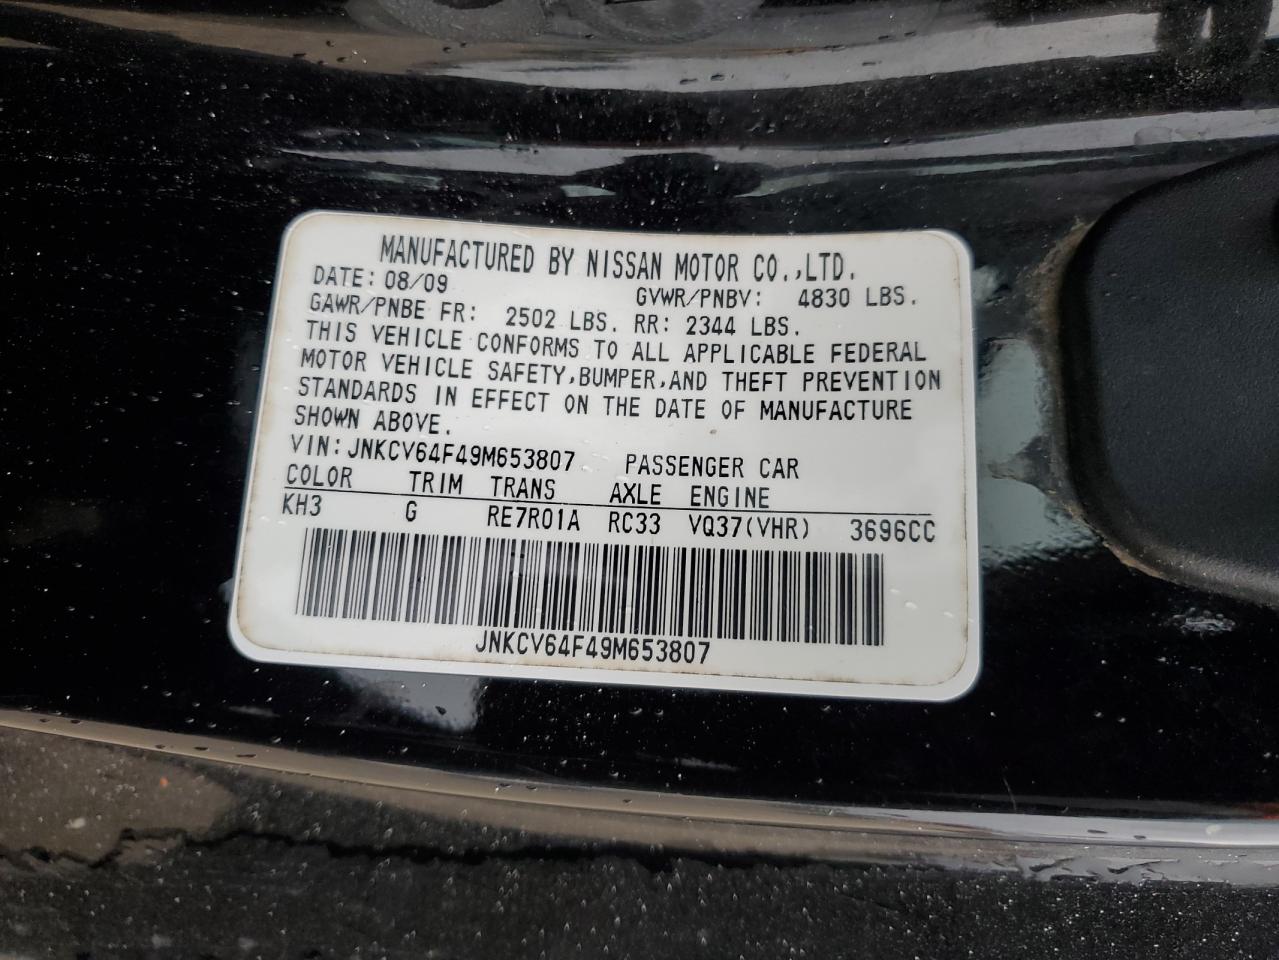 MANUFACTURED BY NISSAN MOTOR CO.,LTD.
DATE: 08/09 GVWR/PNBV: 4830 LBS.
GAWR/PNBE FR: 2502 LBS. RR: 2344 LBS.
THIS VEHICLE CONFORMS TO ALL APPLICABLE FEDERAL
MOTOR VEHICLE SAFETY,BUMPER,AND THEFT PREVENTION
STANDARDS IN EFFECT ON THE DATE OF MANUFACTURE
SHOWN ABOVE.
VIN:JNKCV64F49M653807 PASSENGER CAR
COLOR TRIM TRANS AXLE ENGINE
KH3 G RE7R01A RC33 VQ37(VHR) 3696CC
JNKCV64F49M653807